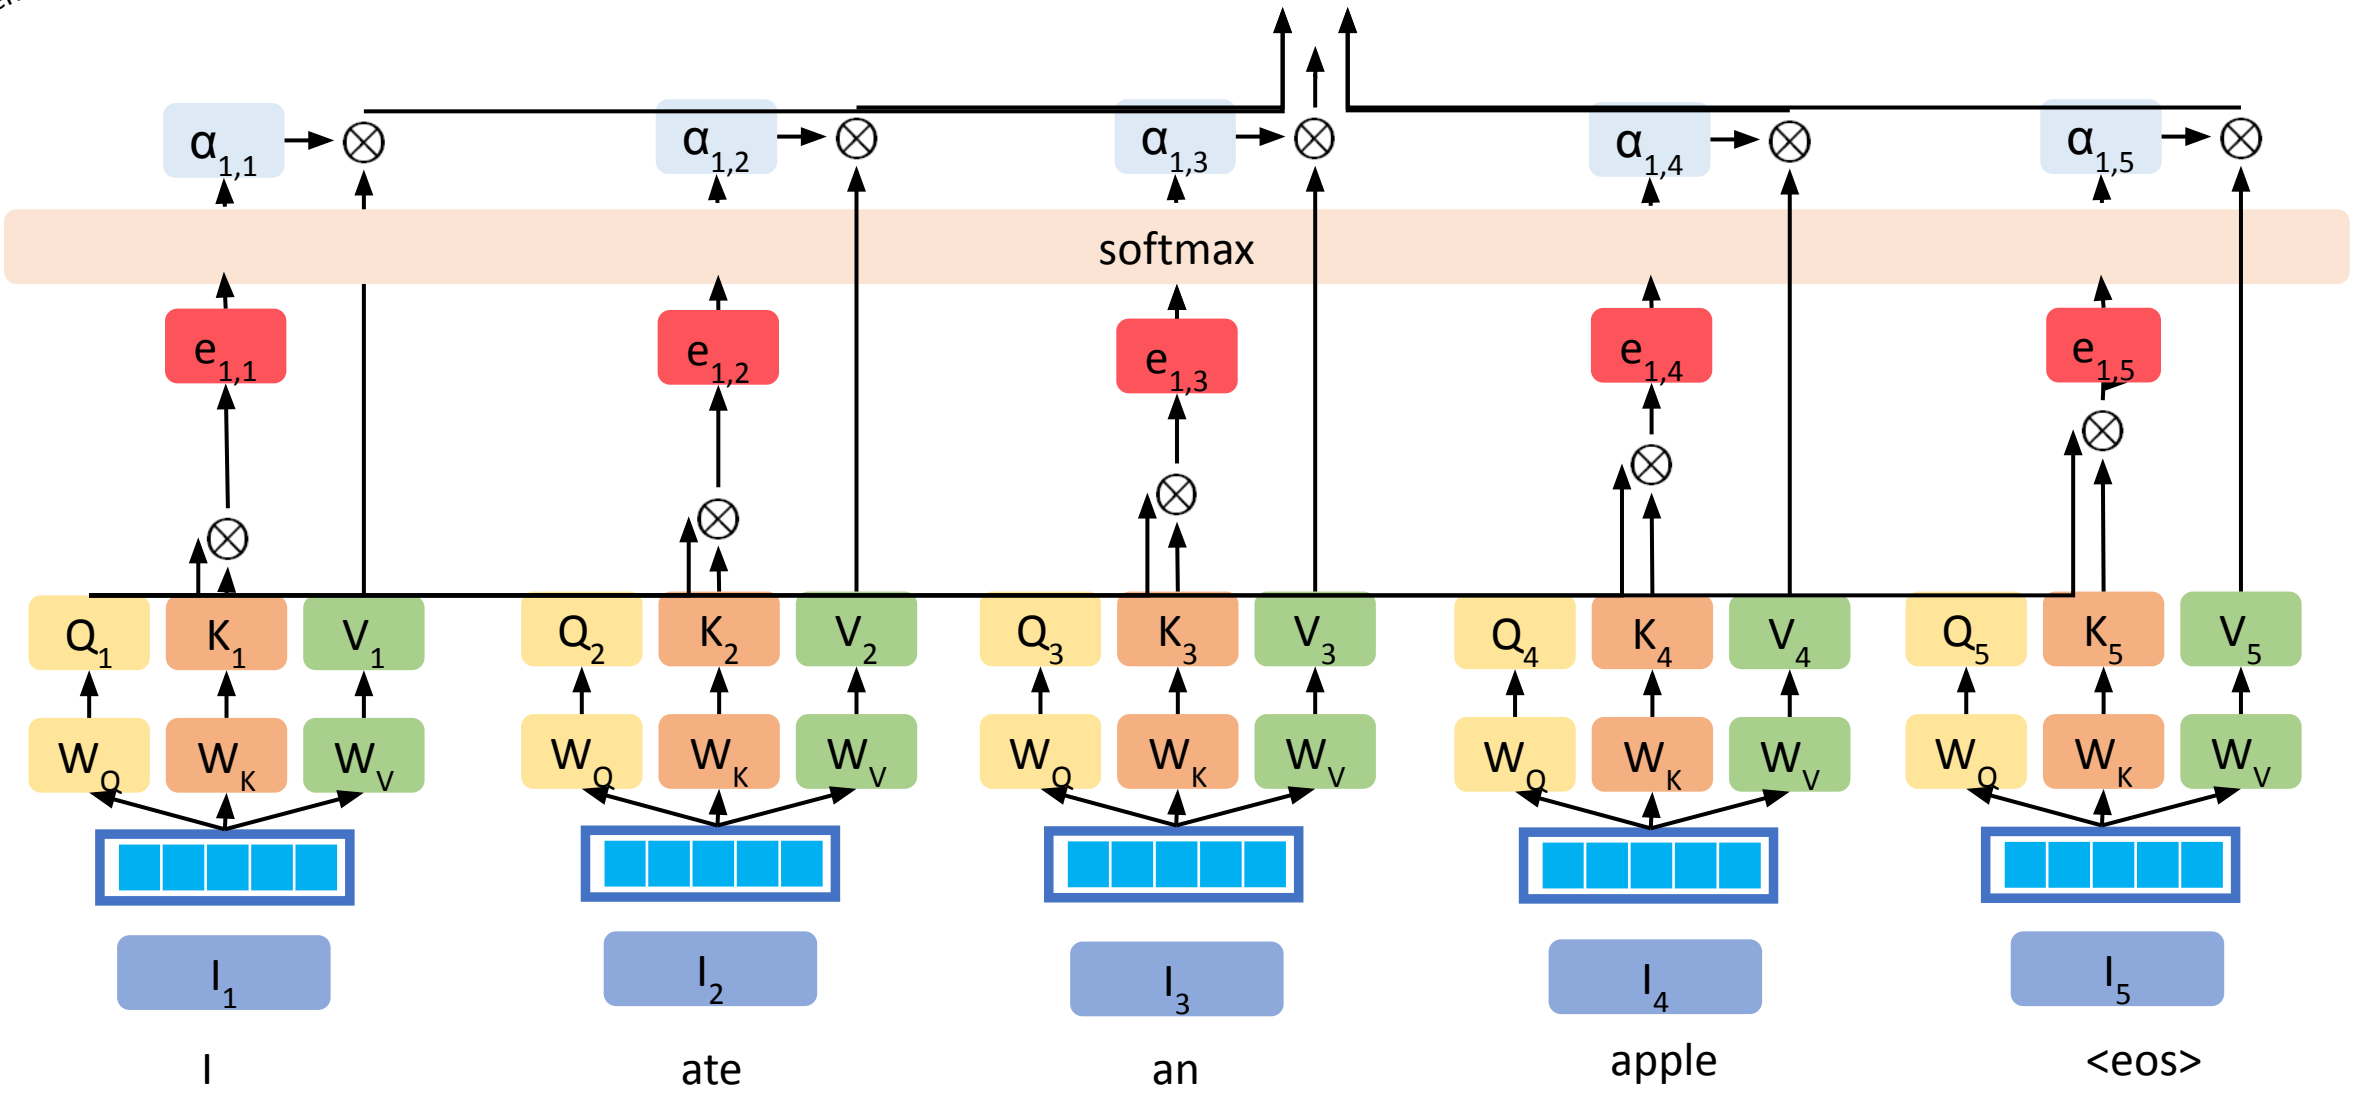 α1,1 α1,2 α1,3 α1,4 α1,5
softmax
e1,1 e1,2 e1,3 e1,4 e1,5
Q1 K1 V1 Q2 K2 V2 Q3 K3 V3 Q4 K4 V4 Q5 K5 V5
WQ WK WV WQ WK WV WQ WK WV WQ WK WV WQ WK WV
I1 I2 I3 I4 I5
I ate an apple <eos>